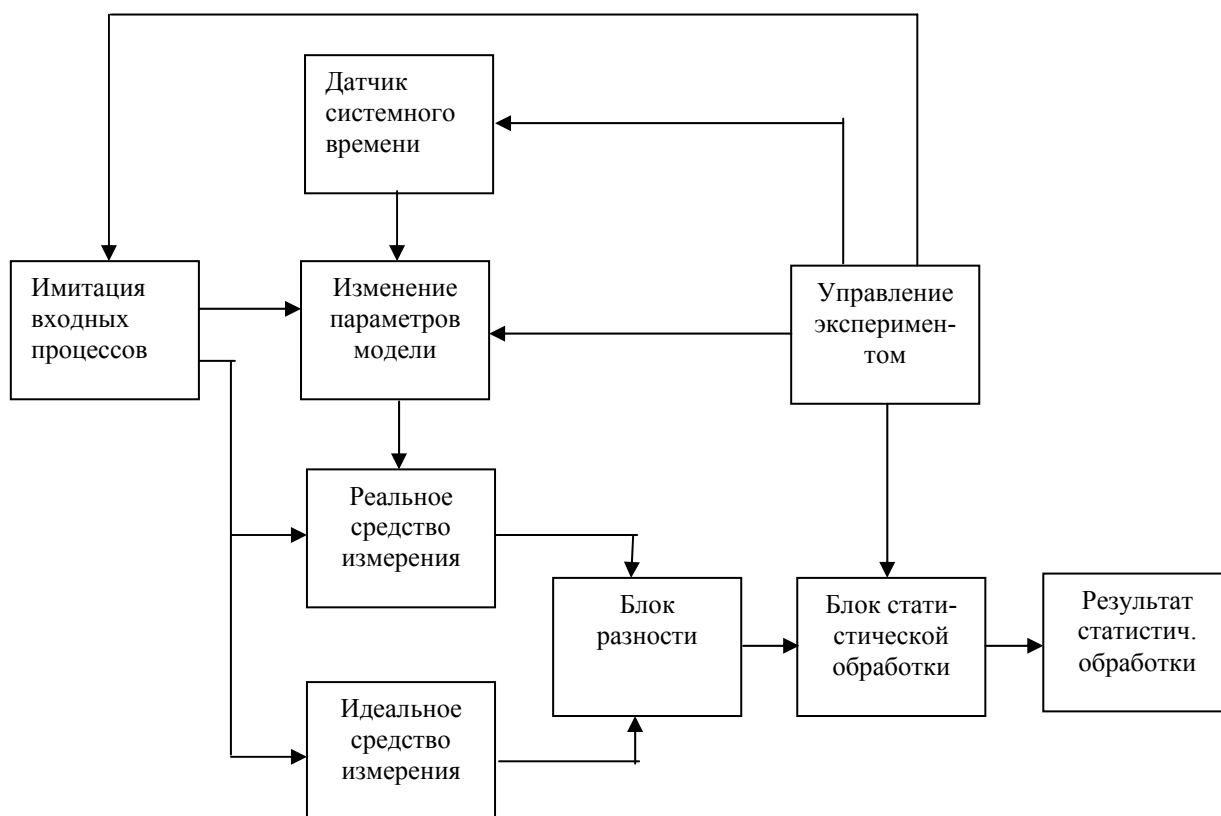 Датчик
системного
времени
Имитация
входных
процессов
Изменение
параметров
модели
Управление
эксперимен-
том
Реальное
средство
измерения
Блок
разности
Блок стати-
стической
обработки
Результат
статистич.
обработки
Идеальное
средство
измерения